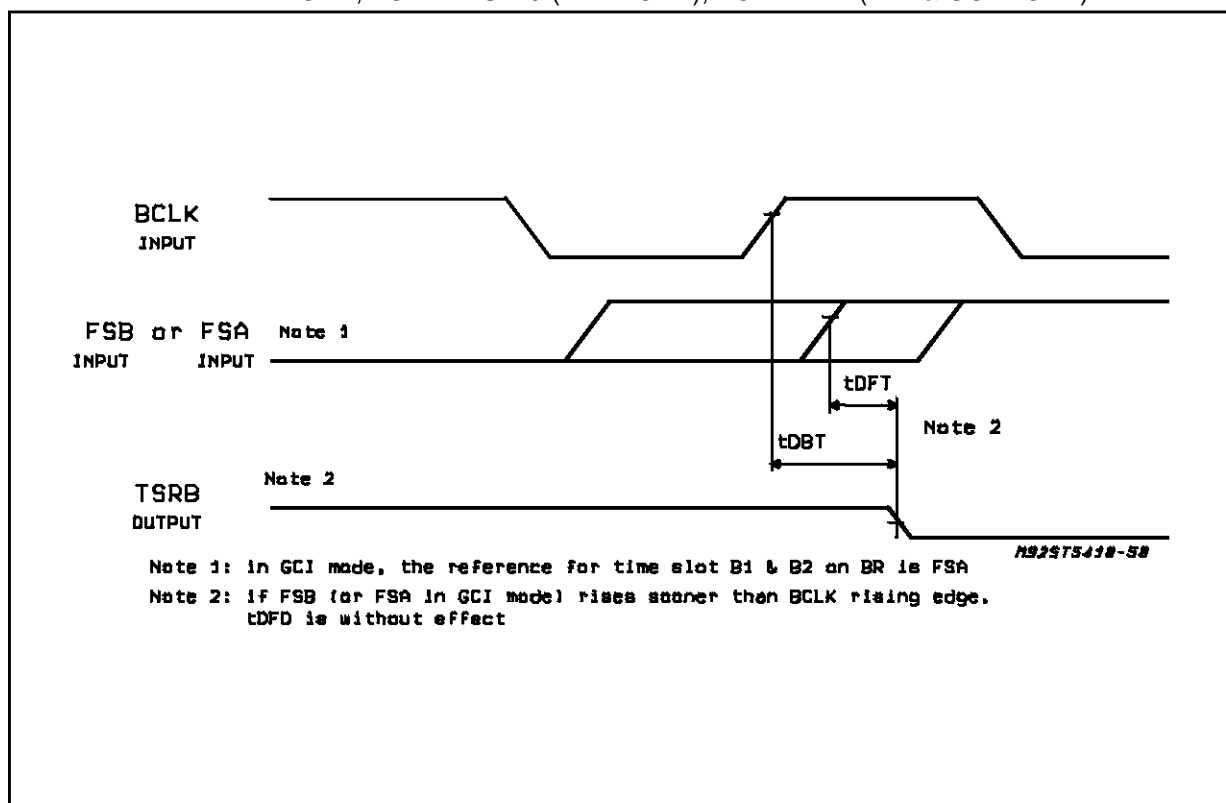 BCLK
INPUT
FSB or FSA Note 1
INPUT INPUT
tDFT
Note 2
tDBT
Note 2
TSRB
OUTPUT
Note 1: in GCI mode, the reference for time slot B1 & B2 on BR is FSA
Note 2: if FSB (or FSA in GCI mode) rises sooner than BCLK rising edge.
tDFD is without effect